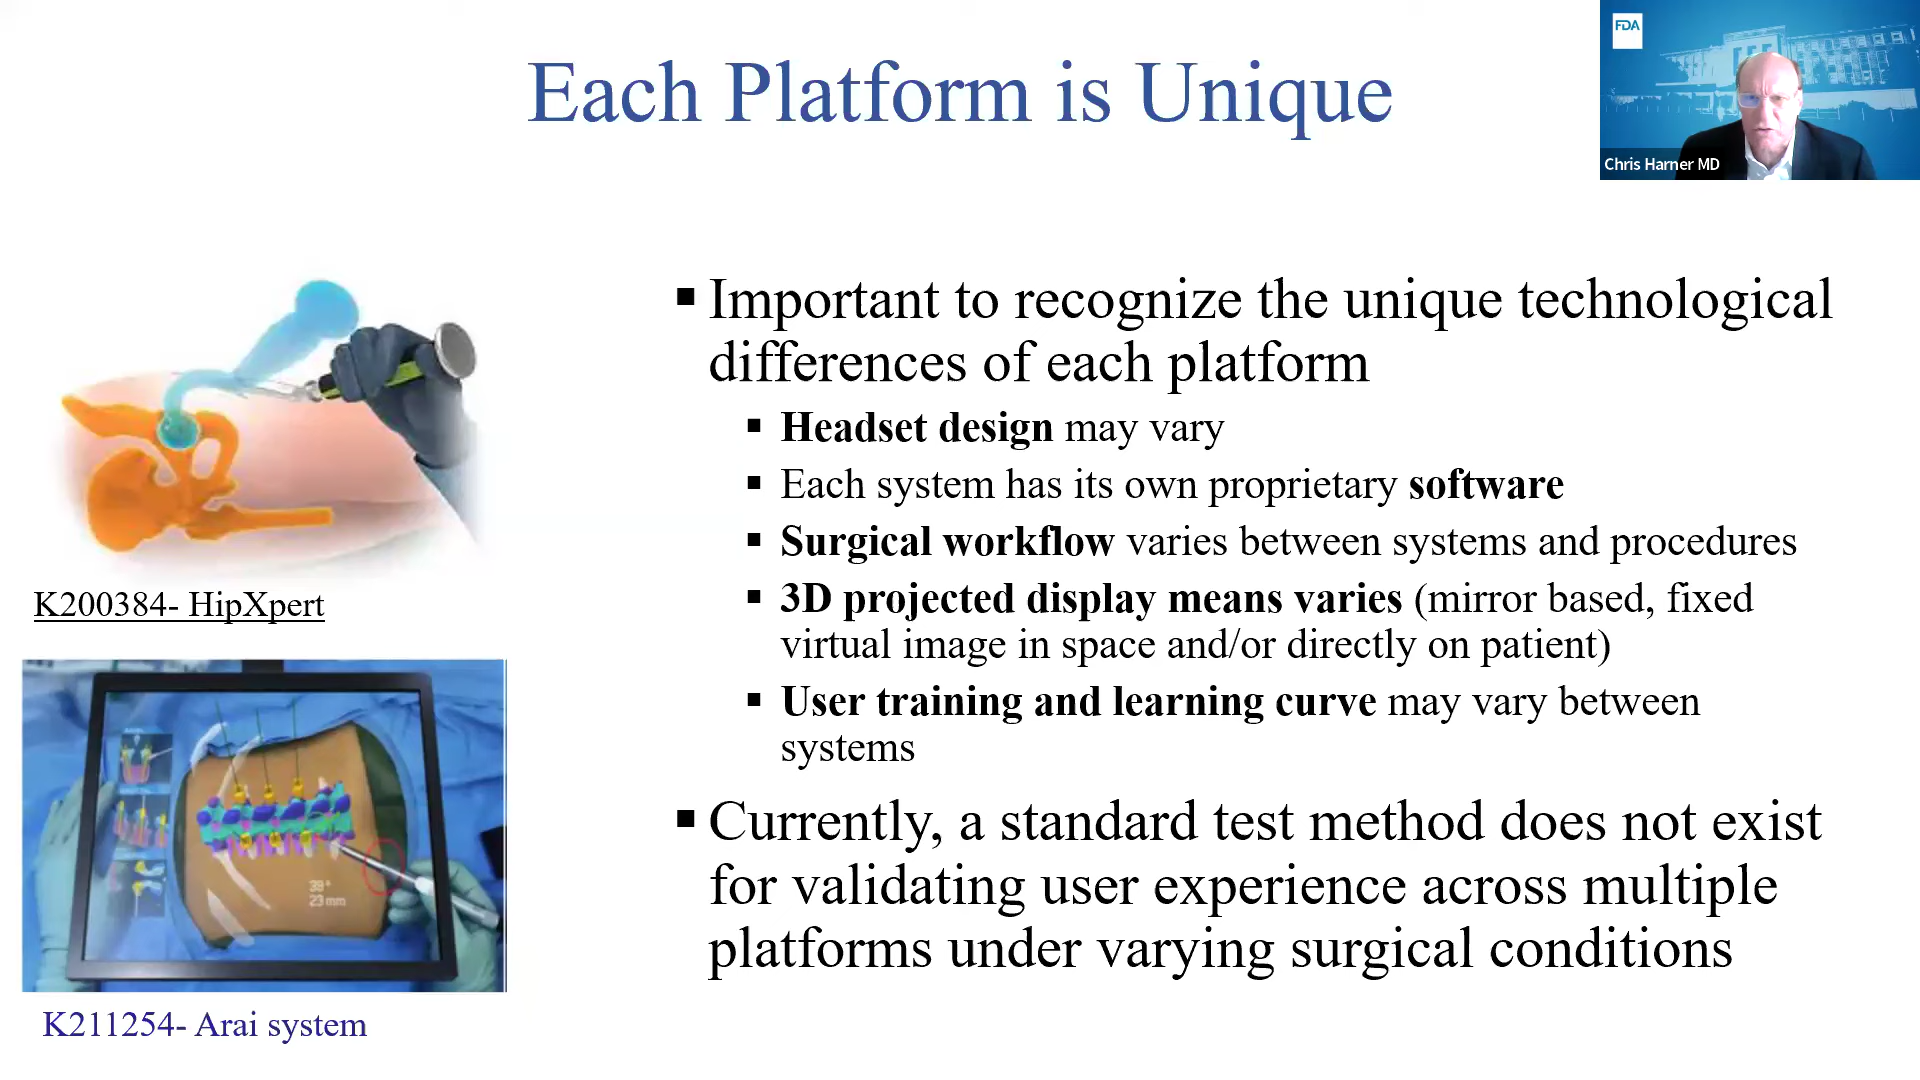 Each Platform is Unique
FDA
Chris Harner MD
▪ Important to recognize the unique technological
differences of each platform
▪ Headset design may vary
▪ Each system has its own proprietary software
▪ Surgical workflow varies between systems and procedures
▪ 3D projected display means varies (mirror based, fixed
virtual image in space and/or directly on patient)
▪ User training and learning curve may vary between
systems
▪ Currently, a standard test method does not exist
for validating user experience across multiple
platforms under varying surgical conditions
K200384- HipXpert
38°
23 mm
K211254- Arai system